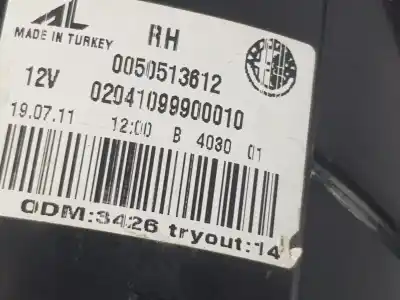 AL RH
MADE IN TURKEY
0050513612
12V 02041099900010
19.07.11 12:00 B 4030 01
ODM:3426 tryout:14